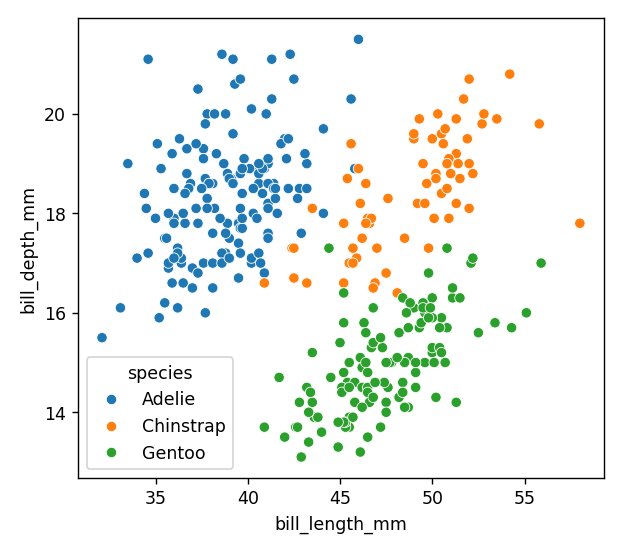 bill_depth_mm
20
18
16
14
species
Adelie
Chinstrap
Gentoo
35
40
45
50
55
bill_length_mm